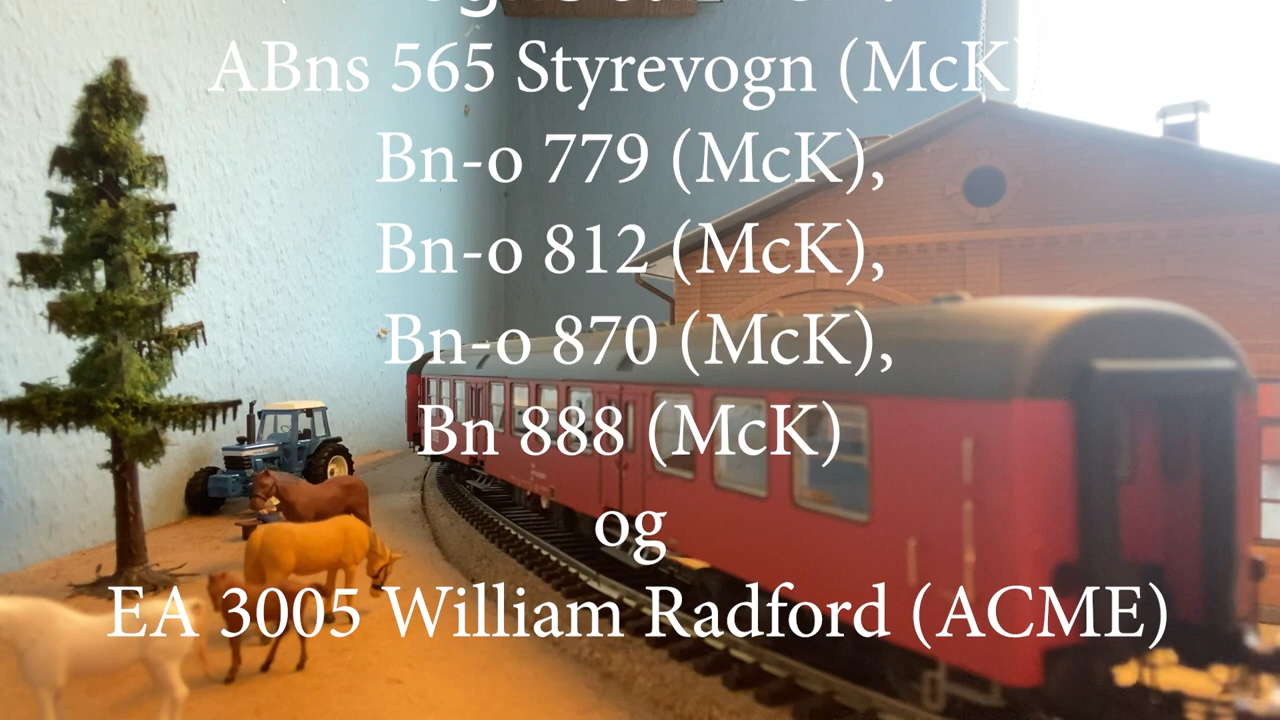 ABns 565 Styrevogn (McK)
Bn-o 779 (McK),
Bn-o 812 (McK),
Bn-o 870 (McK),
Bn 888 (McK)
og
EA 3005 William Radford (ACME)